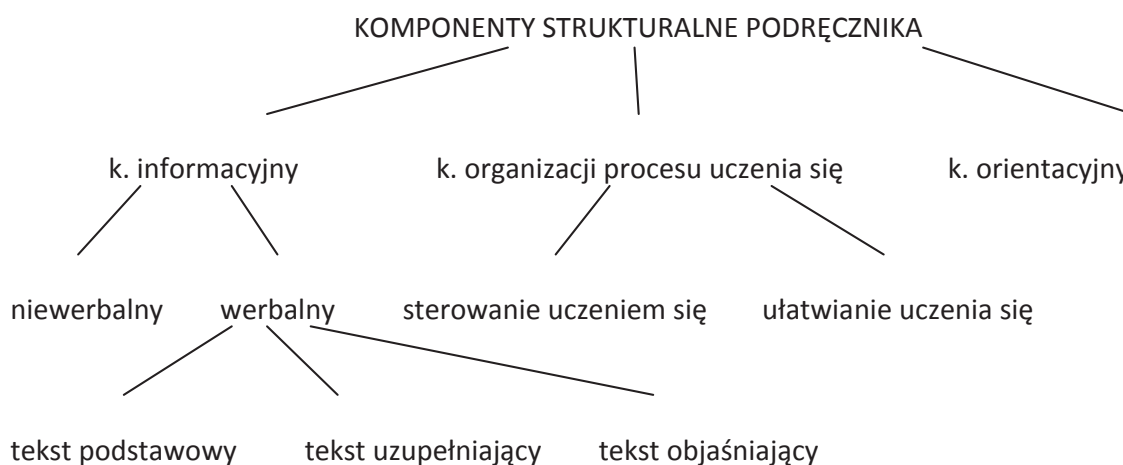 KOMPONENTY STRUKTURALNE PODRĘCZNIKA
k. informacyjny k. organizacji procesu uczenia się k. orientacyjny
niewerbalny werbalny sterowanie uczeniem się ułatwianie uczenia się
tekst podstawowy tekst uzupełniający tekst objaśniający